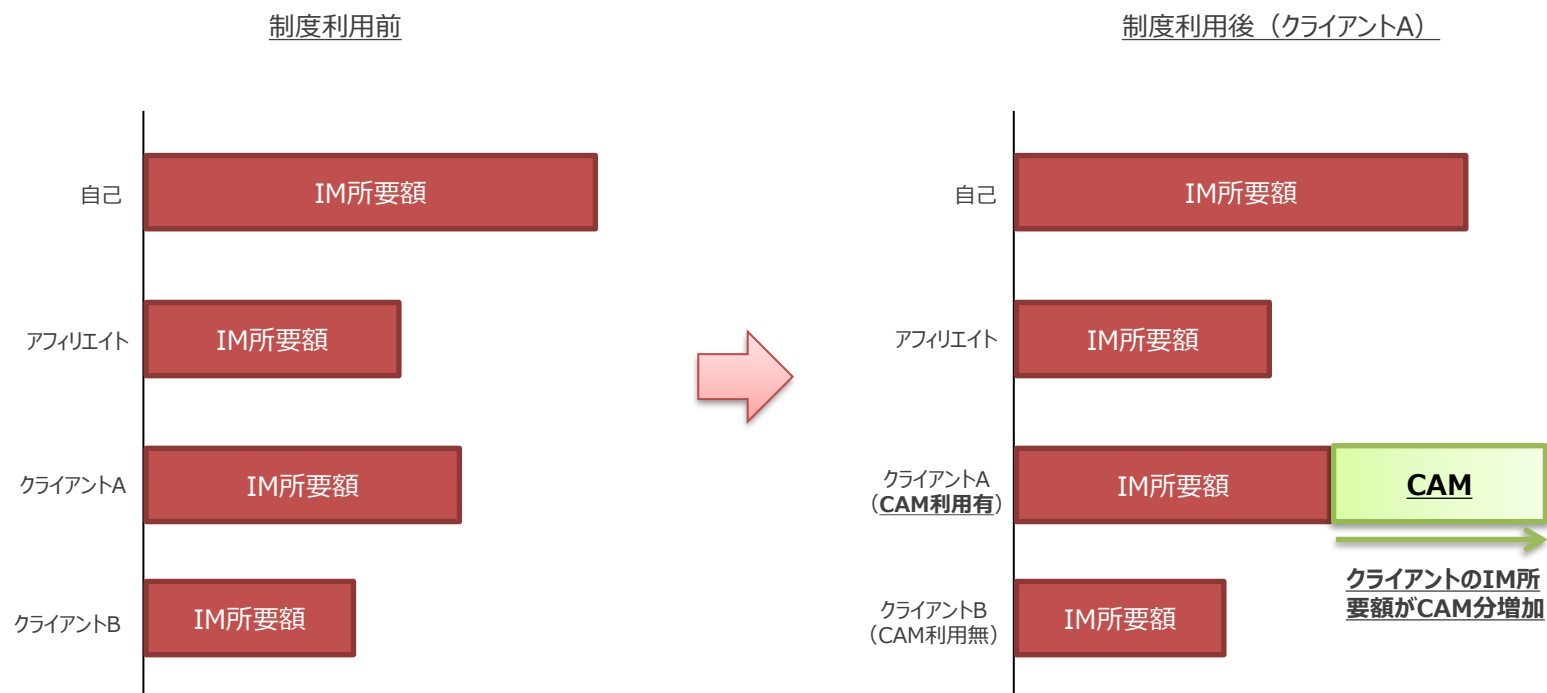 制度利用前
自己
IM所要額
アフィリエイト
IM所要額
クライアントA
IM所要額
クライアントB
IM所要額
制度利用後（クライアントA）
自己
IM所要額
アフィリエイト
IM所要額
クライアントA
（CAM利用有）
IM所要額
CAM
クライアントのIM所
要額がCAM分増加
クライアントB
（CAM利用無）
IM所要額